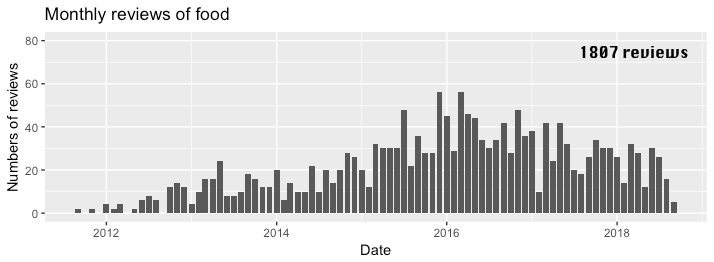 Monthly reviews of food
1807 reviews
Numbers of reviews
80
60
40
20
0
2012 2014 2016 2018
Date